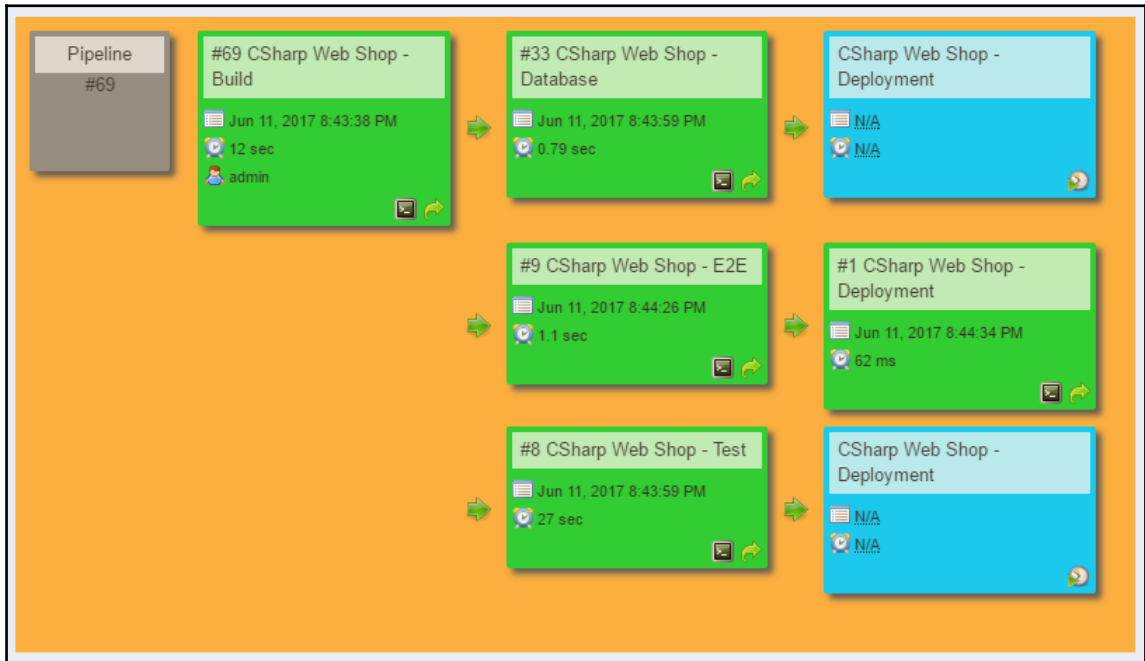 Pipeline
#69
#69 CSharp Web Shop -
Build
Jun 11, 2017 8:43:38 PM
12 sec
admin
#33 CSharp Web Shop -
Database
Jun 11, 2017 8:43:59 PM
0.79 sec
CSharp Web Shop -
Deployment
N/A
N/A
#9 CSharp Web Shop - E2E
Jun 11, 2017 8:44:26 PM
1.1 sec
#1 CSharp Web Shop -
Deployment
Jun 11, 2017 8:44:34 PM
62 ms
#8 CSharp Web Shop - Test
Jun 11, 2017 8:43:59 PM
27 sec
CSharp Web Shop -
Deployment
N/A
N/A